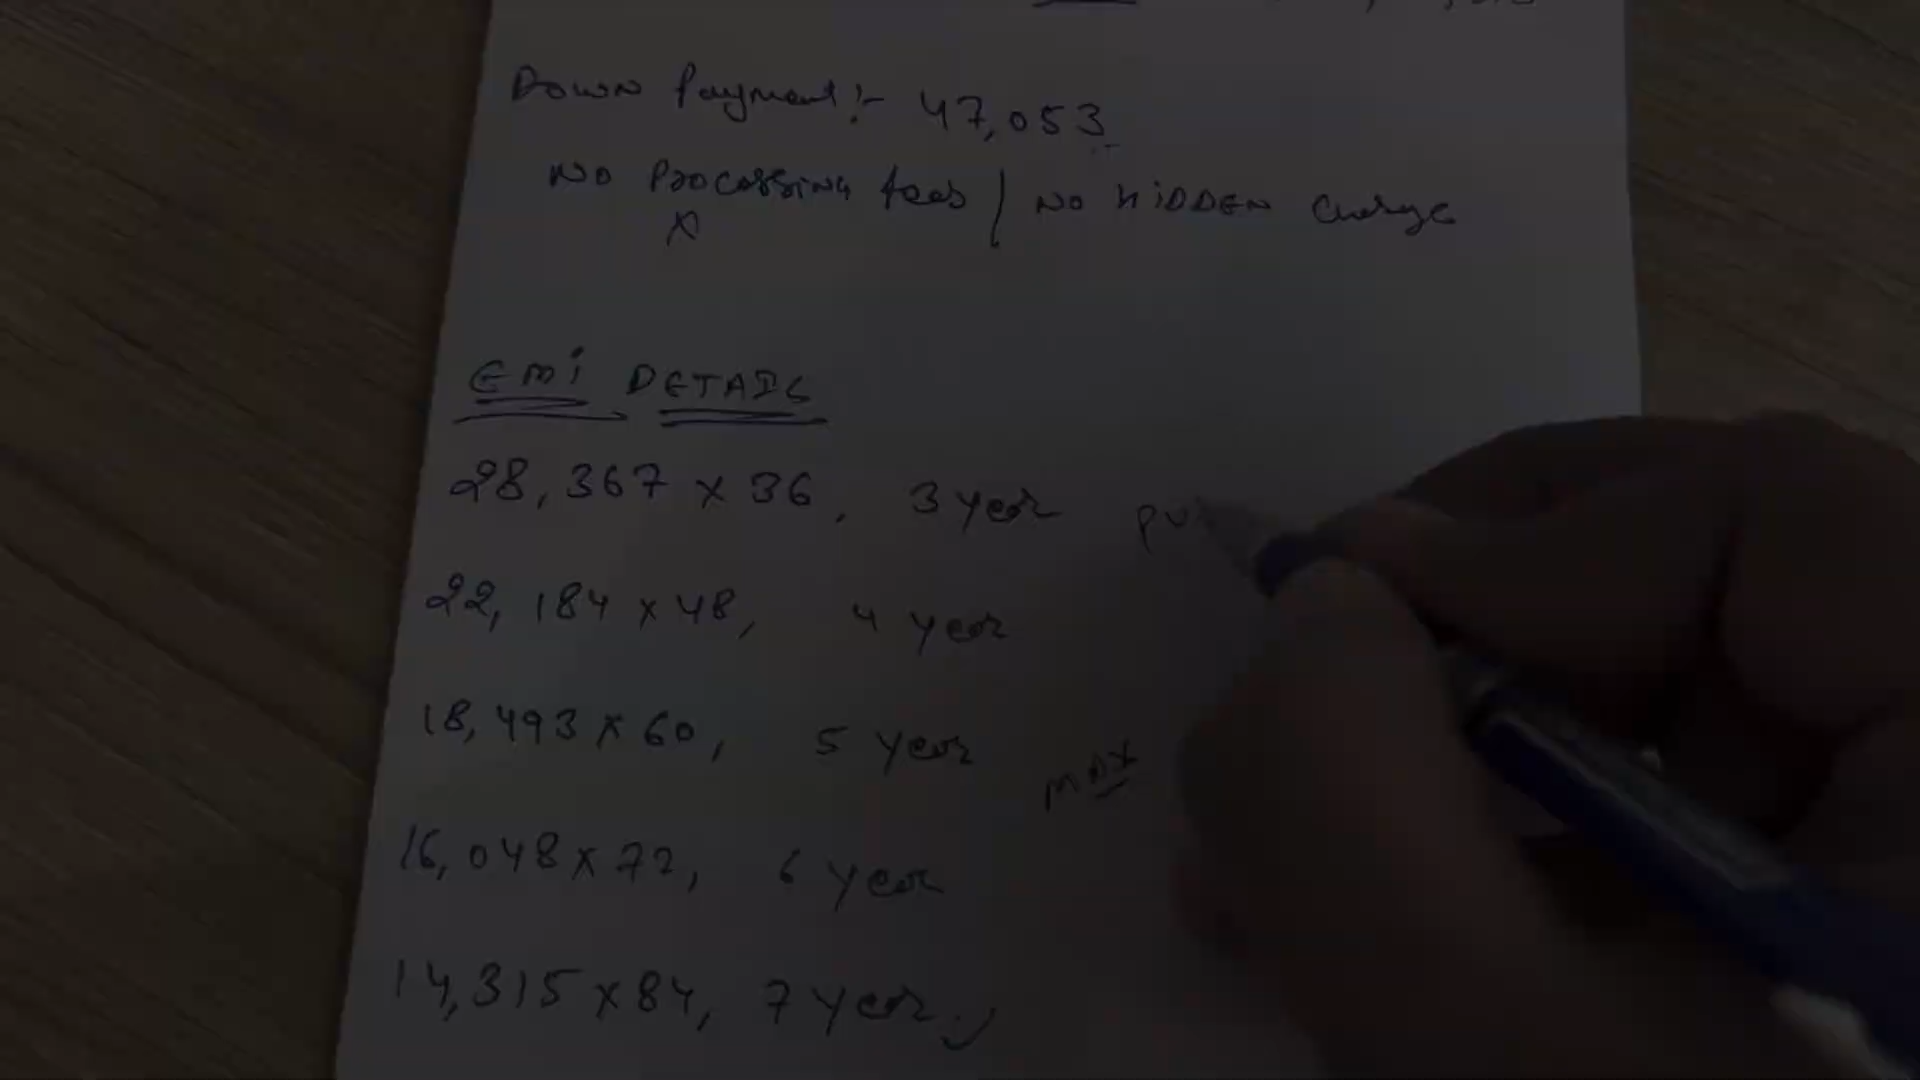 Down Payment:- 47,053
NO Processing fees / NO HIDDEN Charge
X
EMI DETAILS
28,367 x 36, 3 year
22,184 x 48, 4 year
18,493 x 60, 5 year
max
16,048 x 72, 6 year
14,315 x 84, 7 year